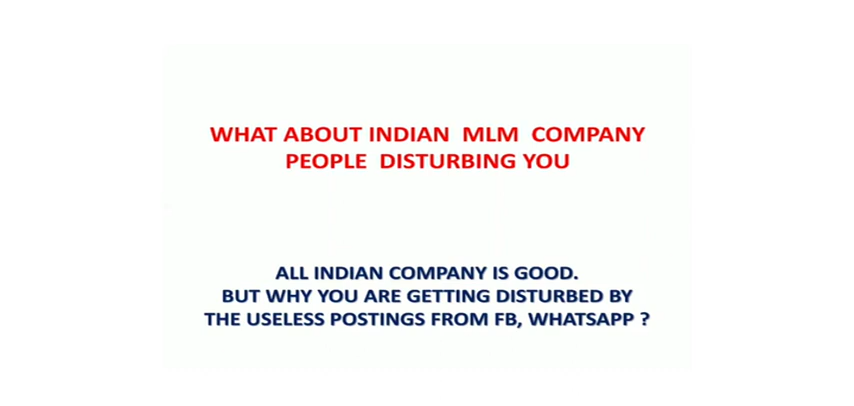 WHAT ABOUT INDIAN MLM COMPANY
PEOPLE DISTURBING YOU
ALL INDIAN COMPANY IS GOOD.
BUT WHY YOU ARE GETTING DISTURBED BY
THE USELESS POSTINGS FROM FB, WHATSAPP ?